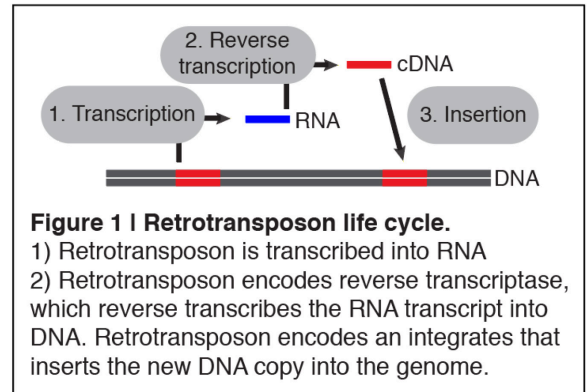 2. Reverse
transcription
cDNA
1. Transcription
RNA
3. Insertion
DNA
Figure 1 I Retrotransposon life cycle.
1) Retrotransposon is transcribed into RNA
2) Retrotransposon encodes reverse transcriptase,
which reverse transcribes the RNA transcript into
DNA. Retrotransposon encodes an integrates that
inserts the new DNA copy into the genome.